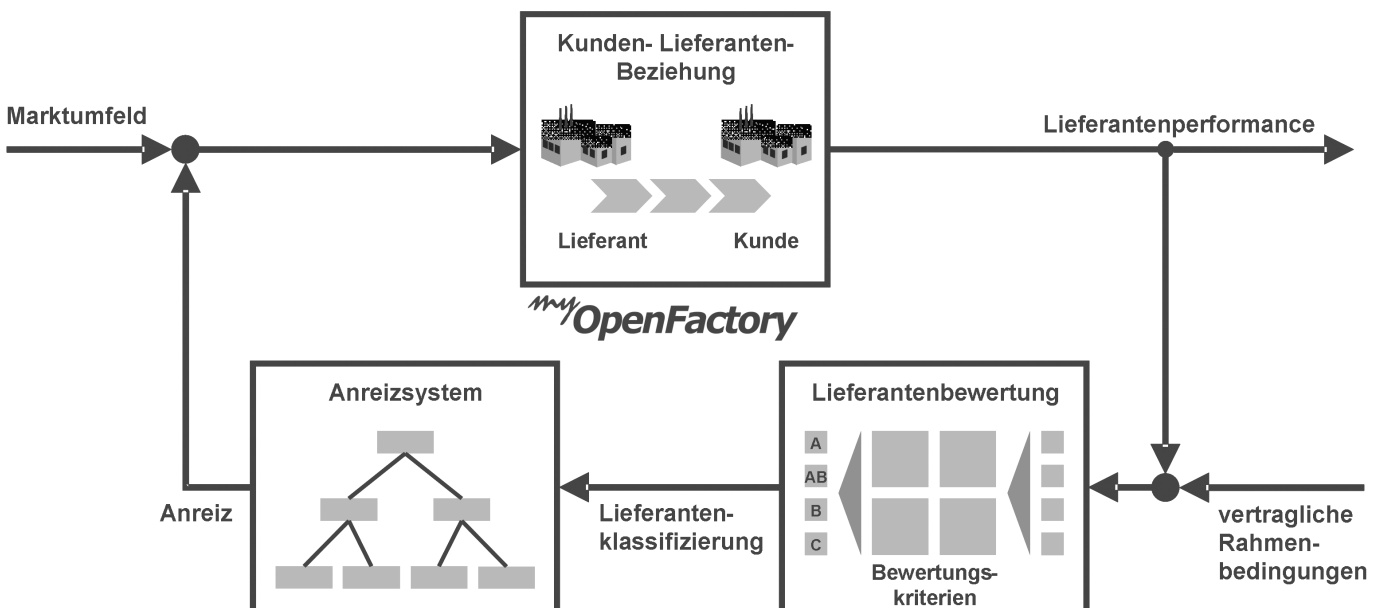 Kunden- Lieferanten-
Beziehung
Marktumfeld
Lieferantenperformance
Lieferant
Kunde
myOpenFactory
Anreizsystem
Lieferantenbewertung
A
AB
B
C
Anreiz
Lieferanten-
klassifizierung
Bewertungs-
kriterien
vertragliche
Rahmen-
bedingungen